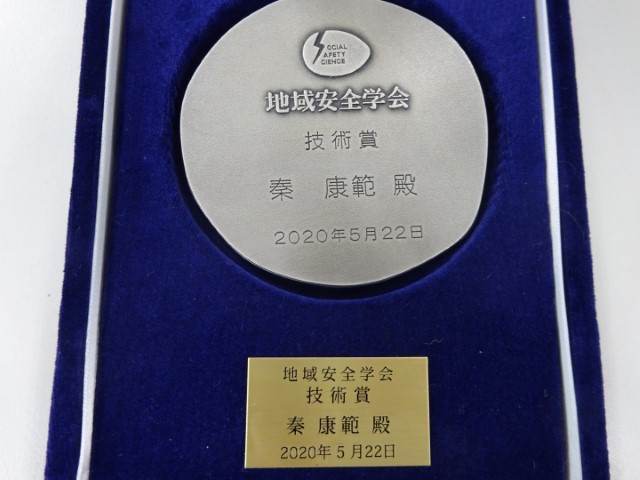 SOCIAL
SAFETY
SCIENCE
地域安全学会
技術賞
秦 康範 殿
2020年5月22日
地域安全学会
技術賞
秦 康範 殿
2020年5月22日